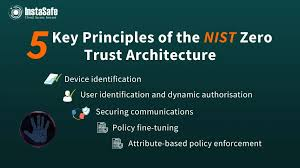 InstaSafe
5 Key Principles of the NIST Zero
Trust Architecture
Device identification
User identification and dynamic authorisation
Securing communications
Policy fine-tuning
Attribute-based policy enforcement